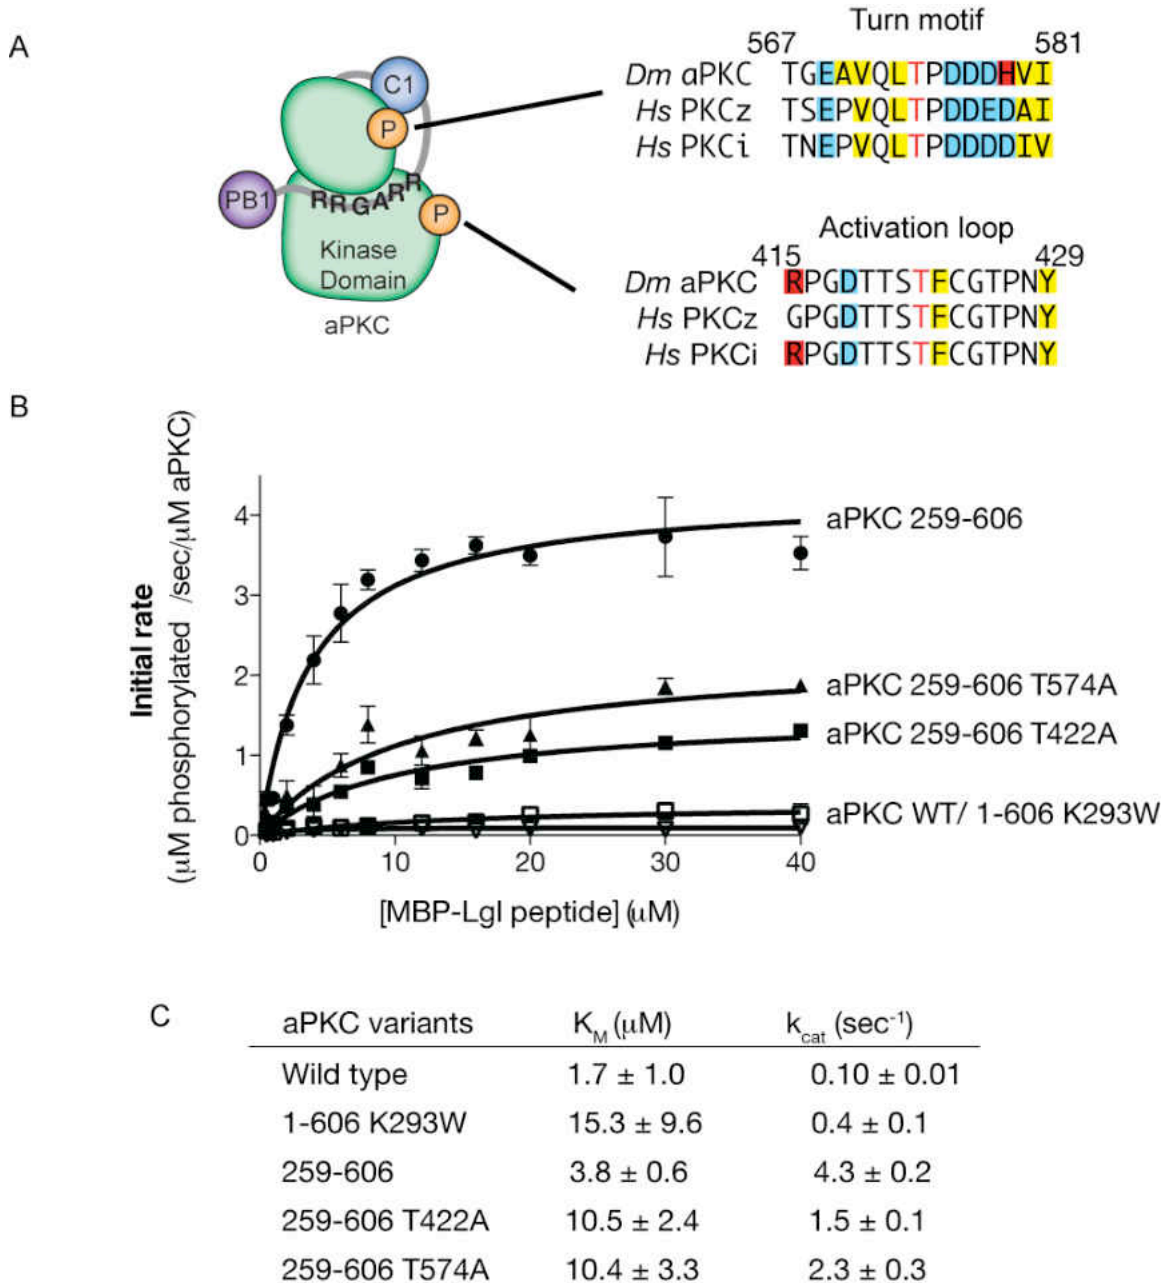 A
C1
P
PB1
RRGARR
P
Kinase
Domain
aPKC
Turn motif
567 581
Dm aPKC TGEAVQLTPDDDHVI
Hs PKCz TSEPVQLTPDDEDAI
Hs PKCi TNEPVQLTPDDDDIV
Activation loop
415 429
Dm aPKC RPGDTTSTFCGTPNY
Hs PKCz GPGDTTSTFCGTPNY
Hs PKCi RPGDTTSTFCGTPNY
B
Initial rate
(μM phosphorylated /sec/μM aPKC)
4
3
2
1
0
0 10 20 30 40
[MBP-Lgl peptide] (μM)
aPKC 259-606
aPKC 259-606 T574A
aPKC 259-606 T422A
aPKC WT/ 1-606 K293W
C
aPKC variants K_M (μM) k_cat (sec⁻¹)
Wild type 1.7 ± 1.0 0.10 ± 0.01
1-606 K293W 15.3 ± 9.6 0.4 ± 0.1
259-606 3.8 ± 0.6 4.3 ± 0.2
259-606 T422A 10.5 ± 2.4 1.5 ± 0.1
259-606 T574A 10.4 ± 3.3 2.3 ± 0.3